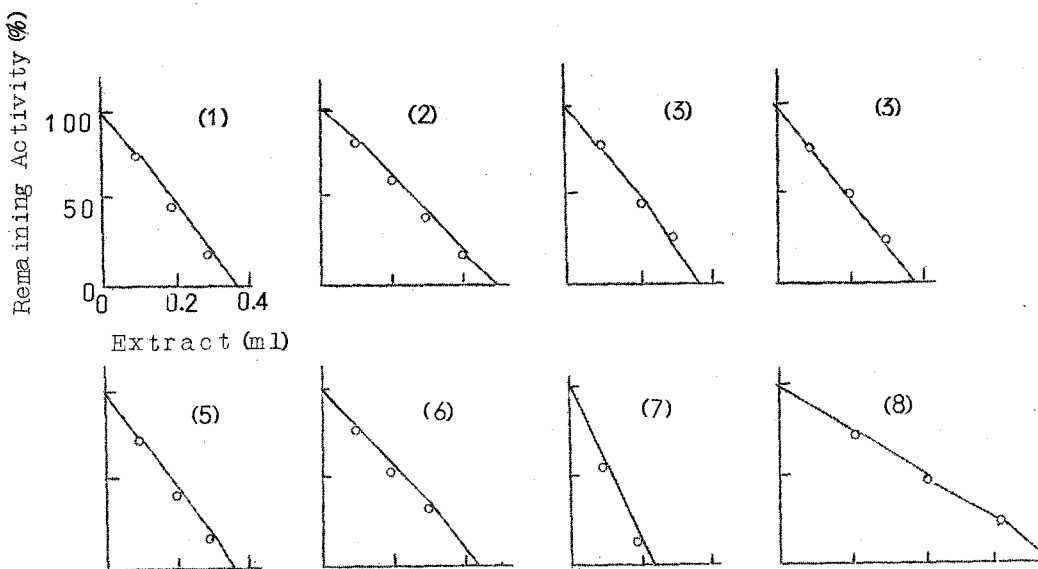 Remaining Activity (%)
(1) (2) (3) (3)
100
50
0
0 0.2 0.4
Extract (ml)
(5) (6) (7) (8)